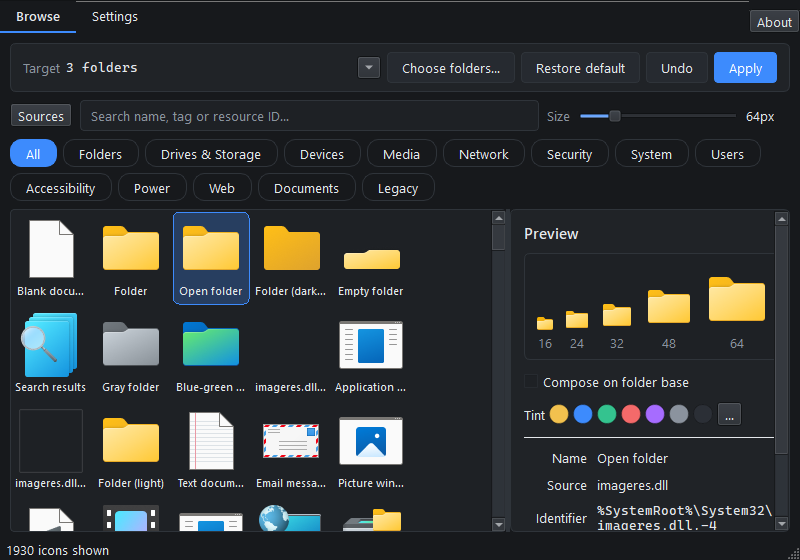 Browse Settings
About
Target 3 folders Choose folders... Restore default Undo Apply
Sources Search name, tag or resource ID... Size 64px
All Folders Drives & Storage Devices Media Network Security System Users
Accessibility Power Web Documents Legacy
Preview
Blank docu... Folder Open folder Folder (dark... Empty folder
16 24 32 48 64
Search results Gray folder Blue-green ... imageres.dll... Application ...
Compose on folder base
Tint ...
imageres.dll... Folder (light) Text docum... Email messa... Picture win...
Name Open folder
Source imageres.dll
Identifier %SystemRoot%\System32\
imageres.dll,-4
1930 icons shown